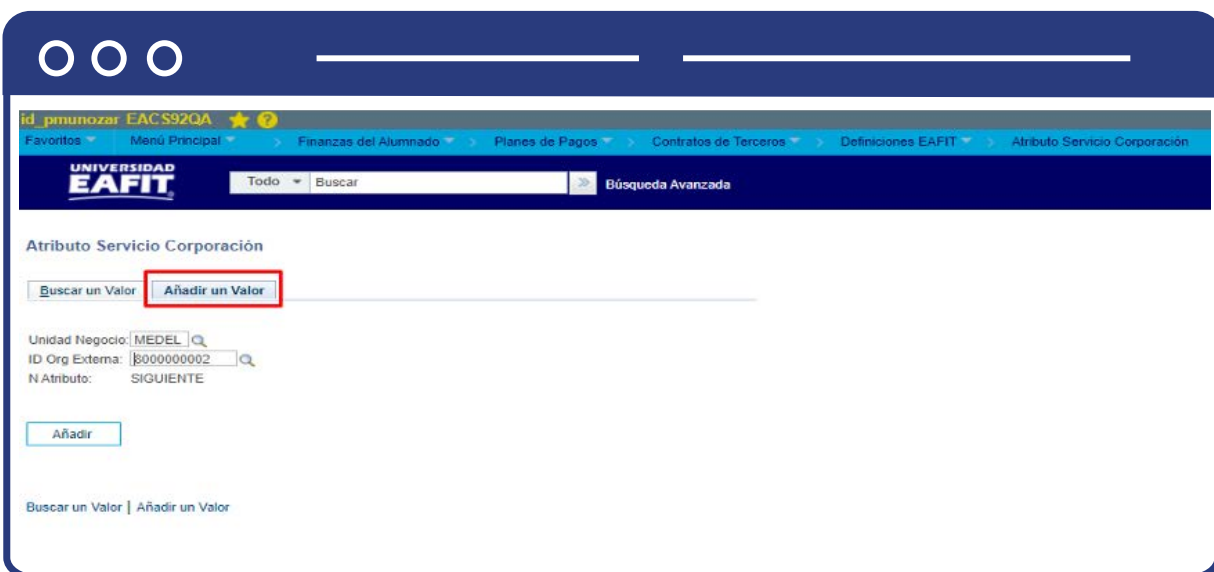 id_pmunozar EACS92QA
Favoritos Menú Principal > Finanzas del Alumnado > Planes de Pagos > Contratos de Terceros > Definiciones EAFIT > Atributo Servicio Corporación
UNIVERSIDAD
EAFIT
Todo Buscar » Búsqueda Avanzada
Atributo Servicio Corporación
Buscar un Valor Añadir un Valor
Unidad Negocio: MEDEL
ID Org Externa: 8000000002
N Atributo: SIGUIENTE
Añadir
Buscar un Valor | Añadir un Valor